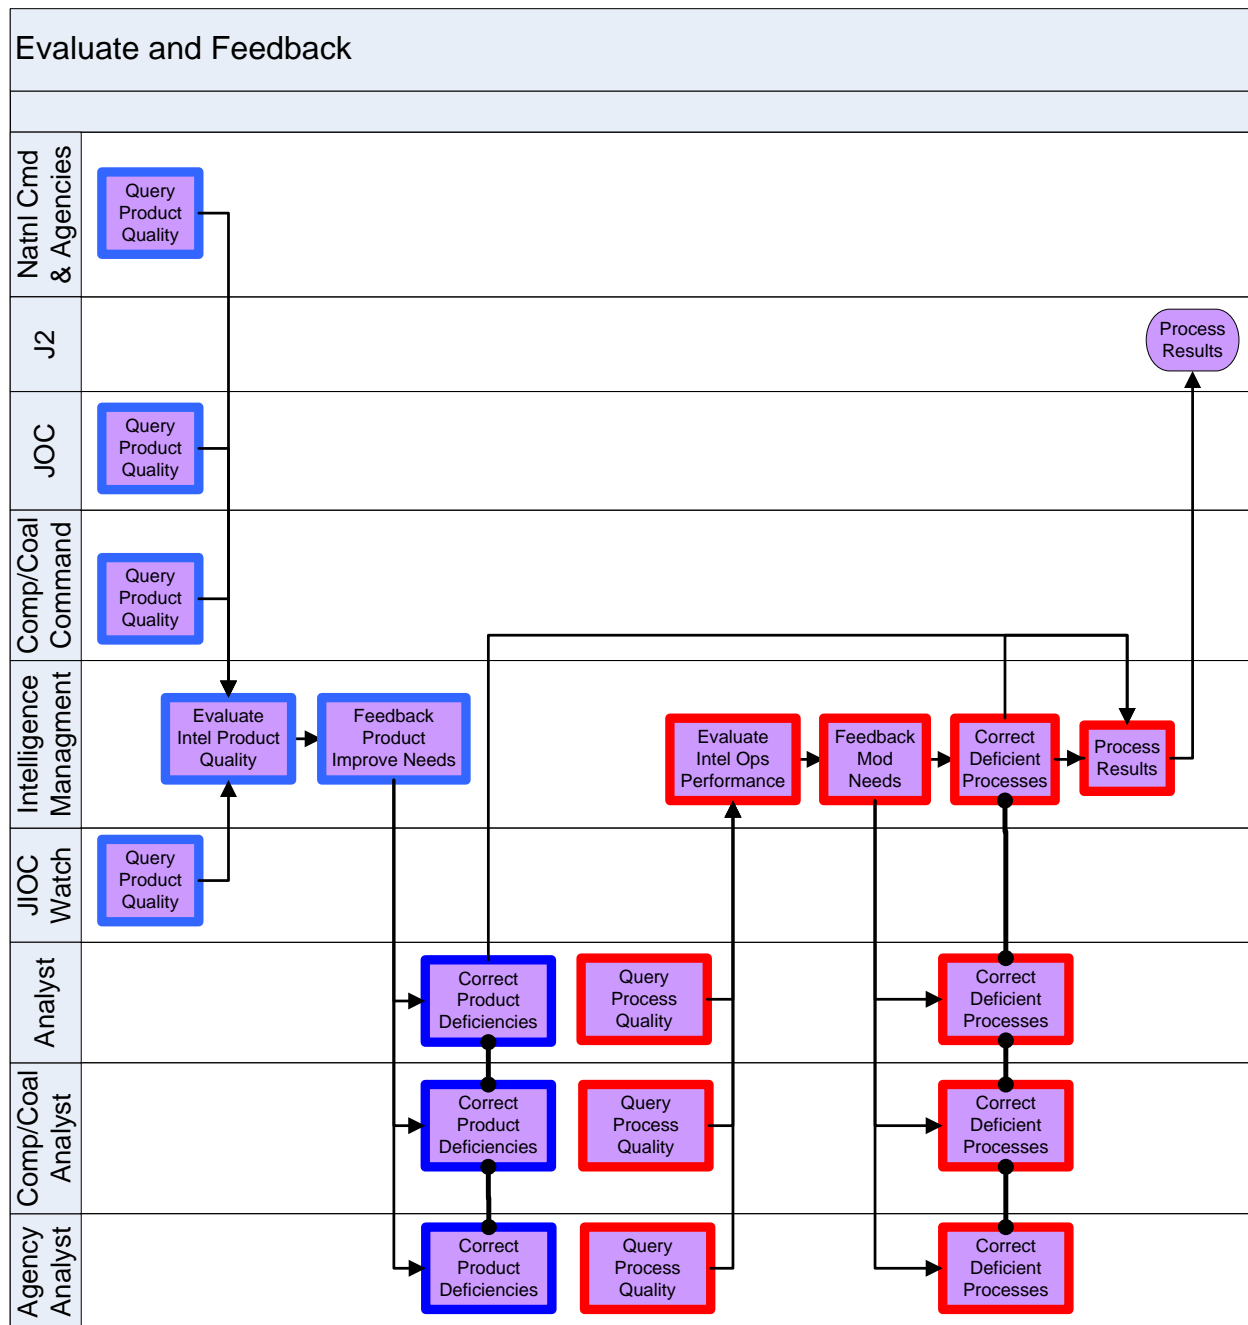 Evaluate and Feedback
Natnl Cmd
& Agencies
Query
Product
Quality
J2
Process
Results
JOC
Query
Product
Quality
Comp/Coal
Command
Query
Product
Quality
Intelligence
Managment
Evaluate
Intel Product
Quality
Feedback
Product
Improve Needs
Evaluate
Intel Ops
Performance
Feedback
Mod
Needs
Correct
Deficient
Processes
Process
Results
JIOC
Watch
Query
Product
Quality
Analyst
Correct
Product
Deficiencies
Query
Process
Quality
Correct
Deficient
Processes
Comp/Coal
Analyst
Correct
Product
Deficiencies
Query
Process
Quality
Correct
Deficient
Processes
Agency
Analyst
Correct
Product
Deficiencies
Query
Process
Quality
Correct
Deficient
Processes